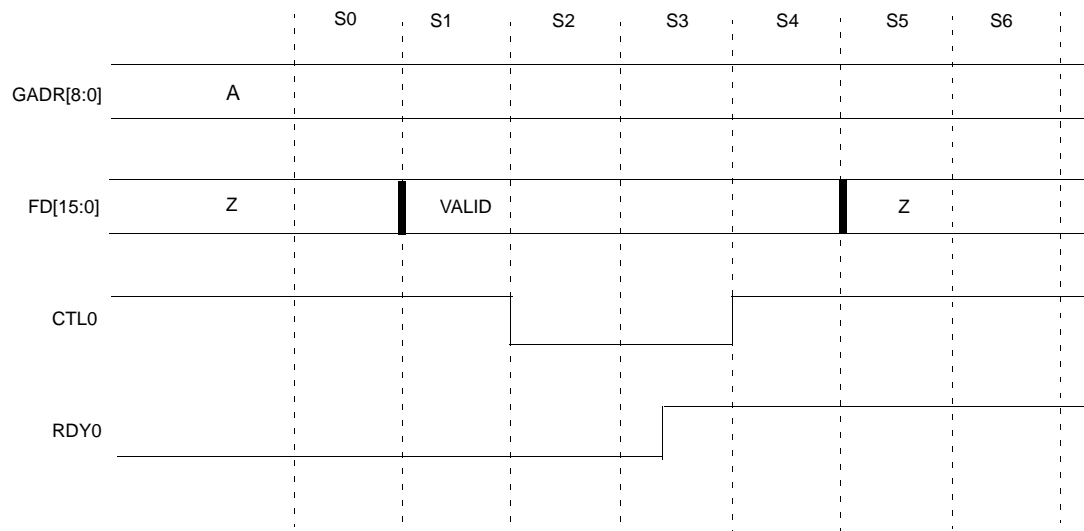 S0 S1 S2 S3 S4 S5 S6
GADR[8:0] A
FD[15:0] Z VALID Z
CTL0
RDY0